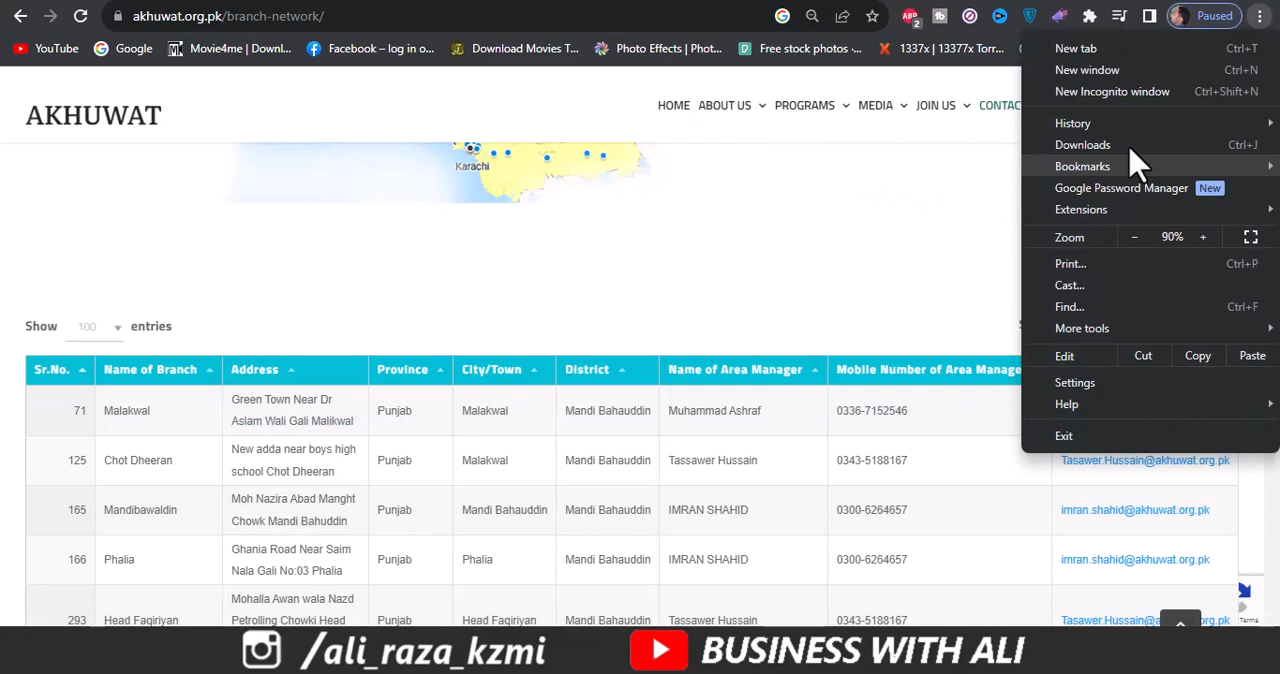 akhuwat.org.pk/branch-network/
Paused
YouTube Google Movie4me | Downl... Facebook – log in o... Download Movies T... Photo Effects | Phot... Free stock photos -... 1337x | 13377x Torr...
New tab Ctrl+T
New window Ctrl+N
New Incognito window Ctrl+Shift+N
History
Downloads Ctrl+J
Bookmarks
Google Password Manager New
Extensions
Zoom − 90% +
Print... Ctrl+P
Cast...
Find... Ctrl+F
More tools
Edit Cut Copy Paste
Settings
Help
Exit
AKHUWAT
HOME ABOUT US PROGRAMS MEDIA JOIN US CONTAC
Karachi
Show 100 entries
Sr.No. Name of Branch Address Province City/Town District Name of Area Manager Mobile Number of Area Manage
71 Malakwal Green Town Near Dr Punjab Malakwal Mandi Bahauddin Muhammad Ashraf 0336-7152546
Aslam Wali Gali Malikwal
125 Chot Dheeran New adda near boys high Punjab Malakwal Mandi Bahauddin Tassawer Hussain 0343-5188167 Tasawer.Hussain@akhuwat.org.pk
school Chot Dheeran
165 Mandibawaldin Moh Nazira Abad Manght Punjab Mandi Bahauddin Mandi Bahauddin IMRAN SHAHID 0300-6264657 imran.shahid@akhuwat.org.pk
Chowk Mandi Bahuddin
166 Phalia Ghania Road Near Saim Punjab Phalia Mandi Bahauddin IMRAN SHAHID 0300-6264657 imran.shahid@akhuwat.org.pk
Nala Gali No:03 Phalia
Mohalla Awan wala Nazd
293 Head Faqiriyan Petrolling Chowki Head Punjab Head Faqiriyan Mandi Bahauddin Tassawer Hussain 0343-5188167 Tasawer.Hussain@akhuwat.org.pk
Terms
/ali_raza_kzmi BUSINESS WITH ALI